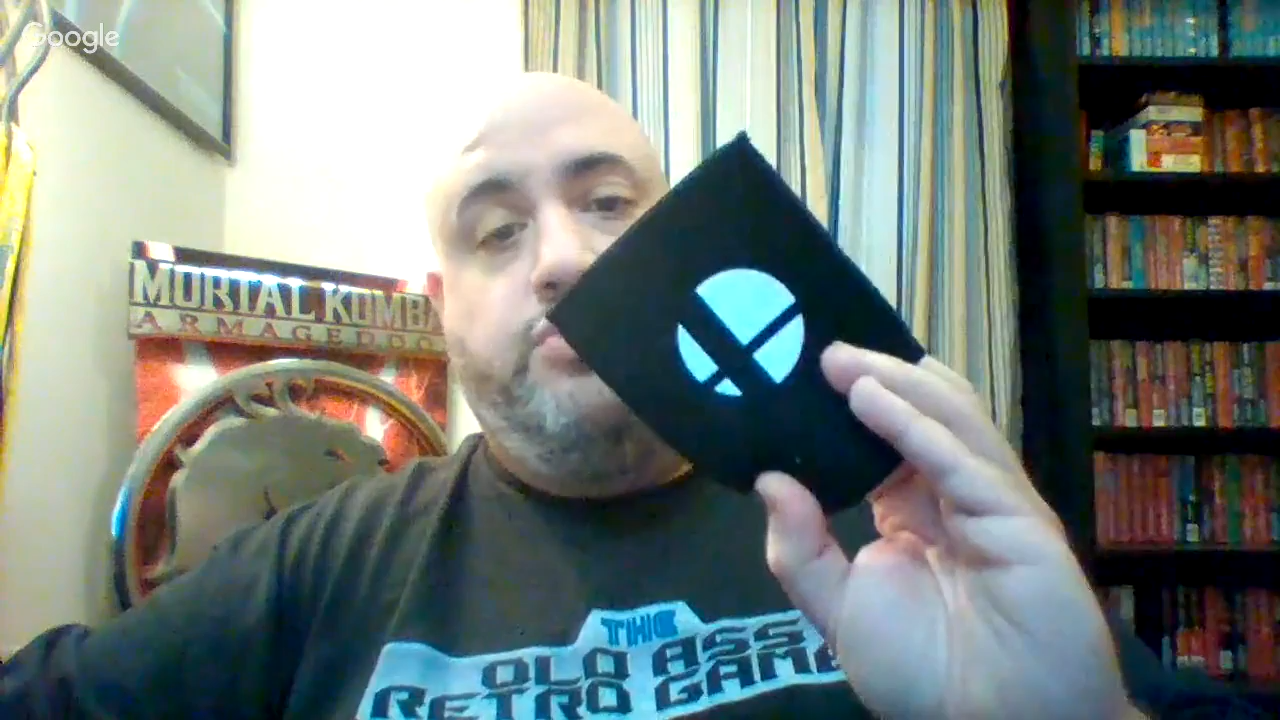 Google
MORTAL KOMBA
ARMAGEDDO
THE
OLD ASS
RETRO GAME